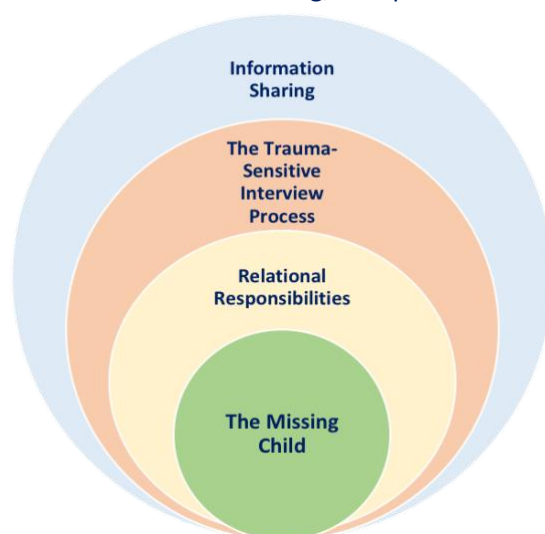 Information
Sharing
The Trauma-
Sensitive
Interview
Process
Relational
Responsibilities
The Missing
Child